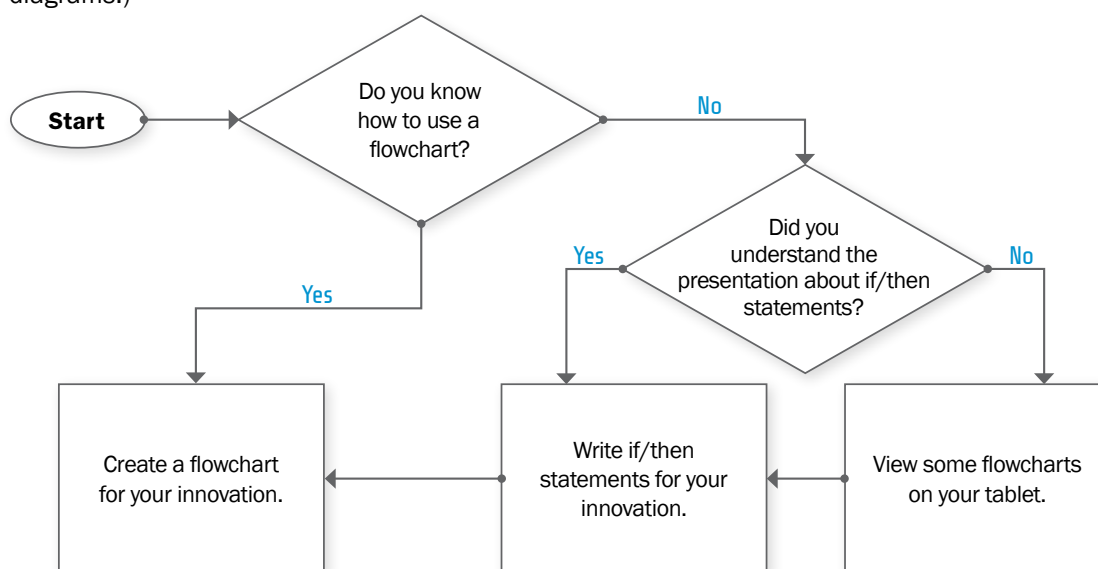 diagrams.)
Start
Do you know
how to use a
flowchart?
No
Did you
understand the
presentation about if/then
statements?
Yes
No
Yes
Create a flowchart
for your innovation.
Write if/then
statements for your
innovation.
View some flowcharts
on your tablet.